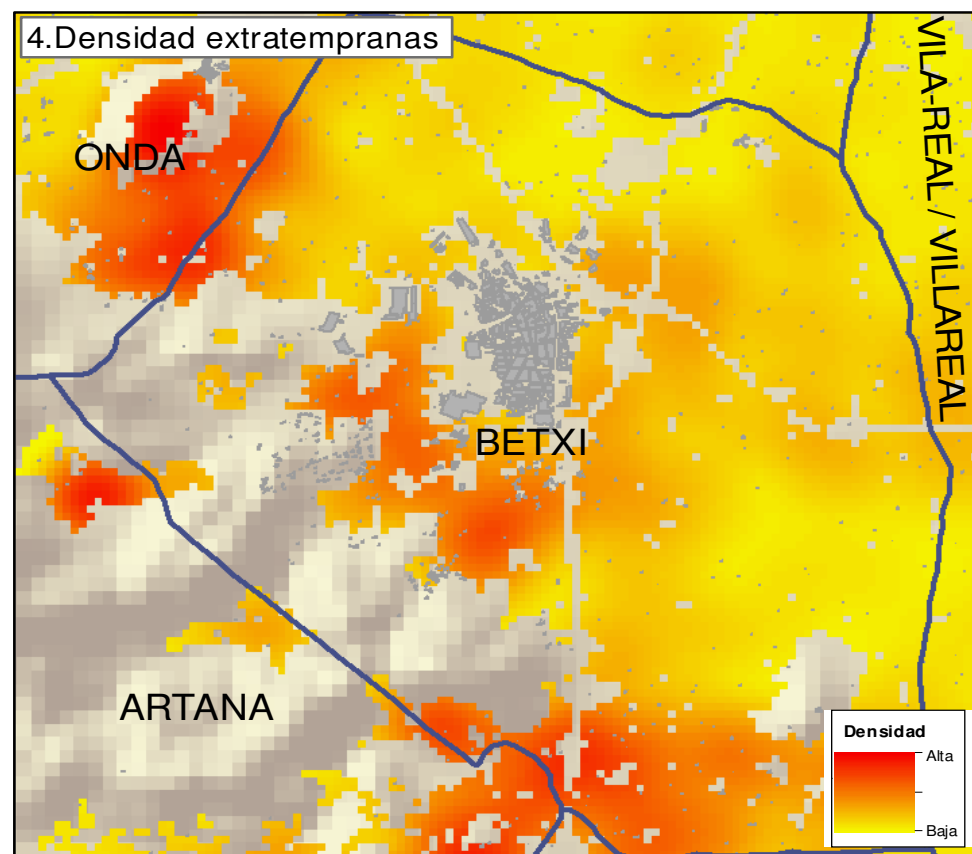 4.Densidad extratempranas
ONDA
VILA-REAL / VILLAREAL
BETXI
ARTANA
Densidad
Alta
Baja